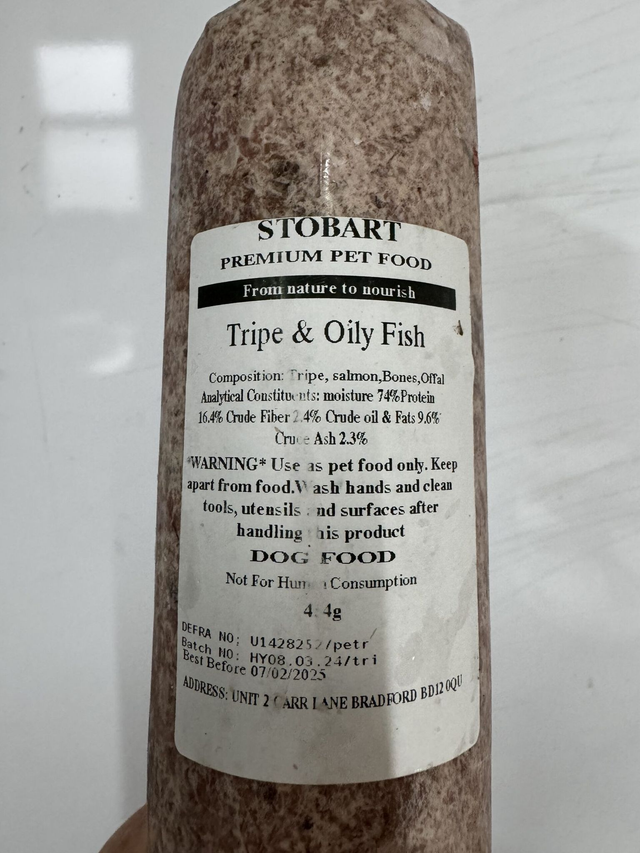 STOBART
PREMIUM PET FOOD
From nature to nourish
Tripe & Oily Fish
Composition: Tripe, salmon,Bones,Offal
Analytical Constituents: moisture 74%Protein
16.4% Crude Fiber 2.4% Crude oil & Fats 9.6%
Crude Ash 2.3%
*WARNING* Use as pet food only. Keep
apart from food.Wash hands and clean
tools, utensils and surfaces after
handling this product
DOG FOOD
Not For Human Consumption
DEFRA NO: /petr
Batch NO: HY08.03.24/tri
Best Before 07/02/2025
ADDRESS: UNIT 2 CARR LANE BRADFORD BD12 0QU